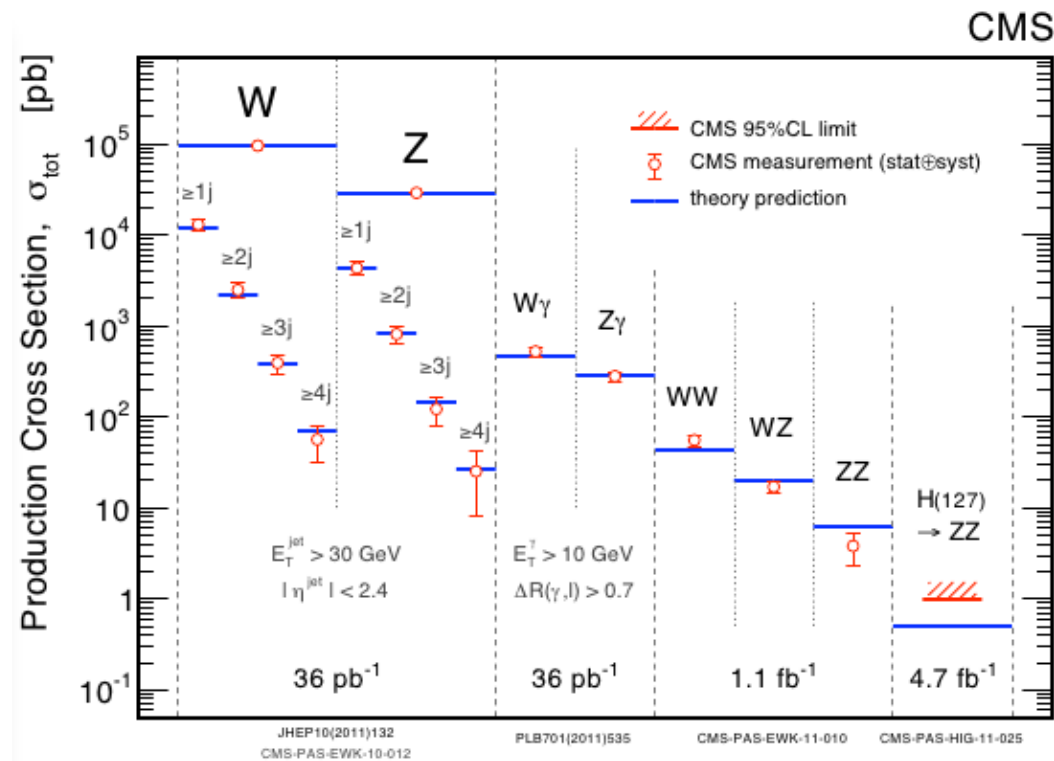 CMS
Production Cross Section, σtot [pb]
10⁵
10⁴
10³
10²
10
1
10⁻¹
W
≥1j
≥2j
≥3j
≥4j
Z
≥1j
≥2j
≥3j
≥4j
Wγ
Zγ
WW
WZ
ZZ
H(127)
→ ZZ
CMS 95%CL limit
CMS measurement (stat⊕syst)
theory prediction
E_T^jet > 30 GeV
| η^jet | < 2.4
E_T^γ > 10 GeV
ΔR(γ,l) > 0.7
36 pb⁻¹
36 pb⁻¹
1.1 fb⁻¹
4.7 fb⁻¹
JHEP10(2011)132
CMS-PAS-EWK-10-012
PLB701(2011)535
CMS-PAS-EWK-11-010
CMS-PAS-HIG-11-025